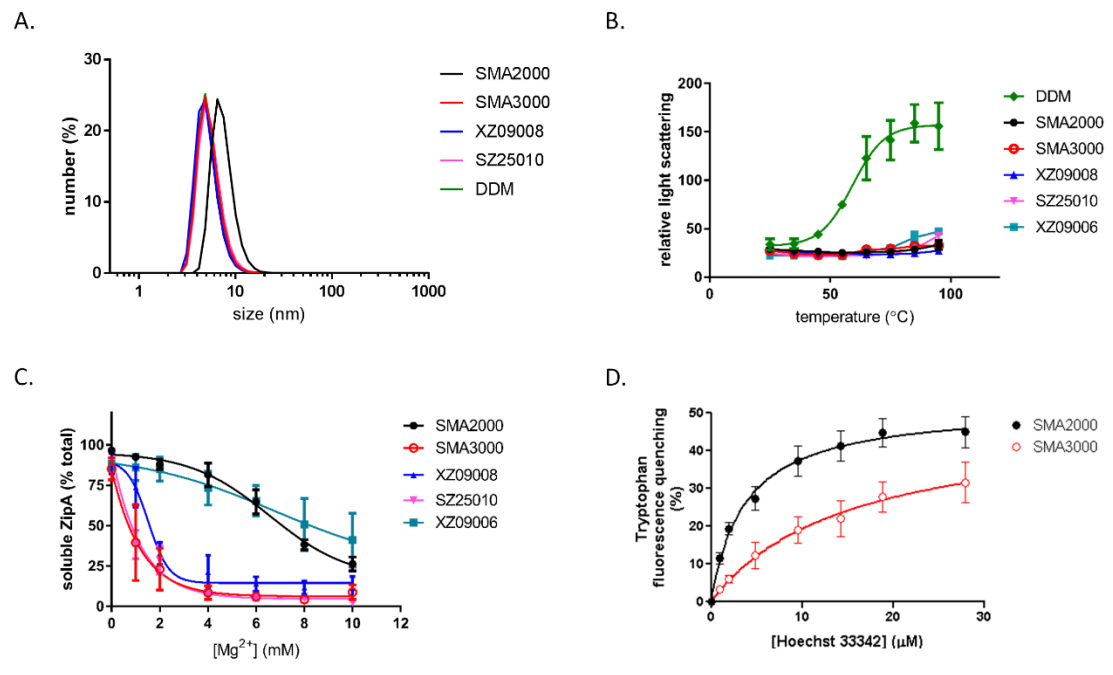 A.
30
20
10
0
number (%)
1
10
100
1000
size (nm)
SMA2000
SMA3000
XZ09008
SZ25010
DDM
B.
200
150
100
50
0
relative light scattering
0
50
100
temperature (°C)
DDM
SMA2000
SMA3000
XZ09008
SZ25010
XZ09006
C.
100
75
50
25
0
soluble ZipA (% total)
0
2
4
6
8
10
12
[Mg²⁺] (mM)
SMA2000
SMA3000
XZ09008
SZ25010
XZ09006
D.
50
40
30
20
10
0
Tryptophan
fluorescence quenching
(%)
0
10
20
30
[Hoechst 33342] (µM)
SMA2000
SMA3000